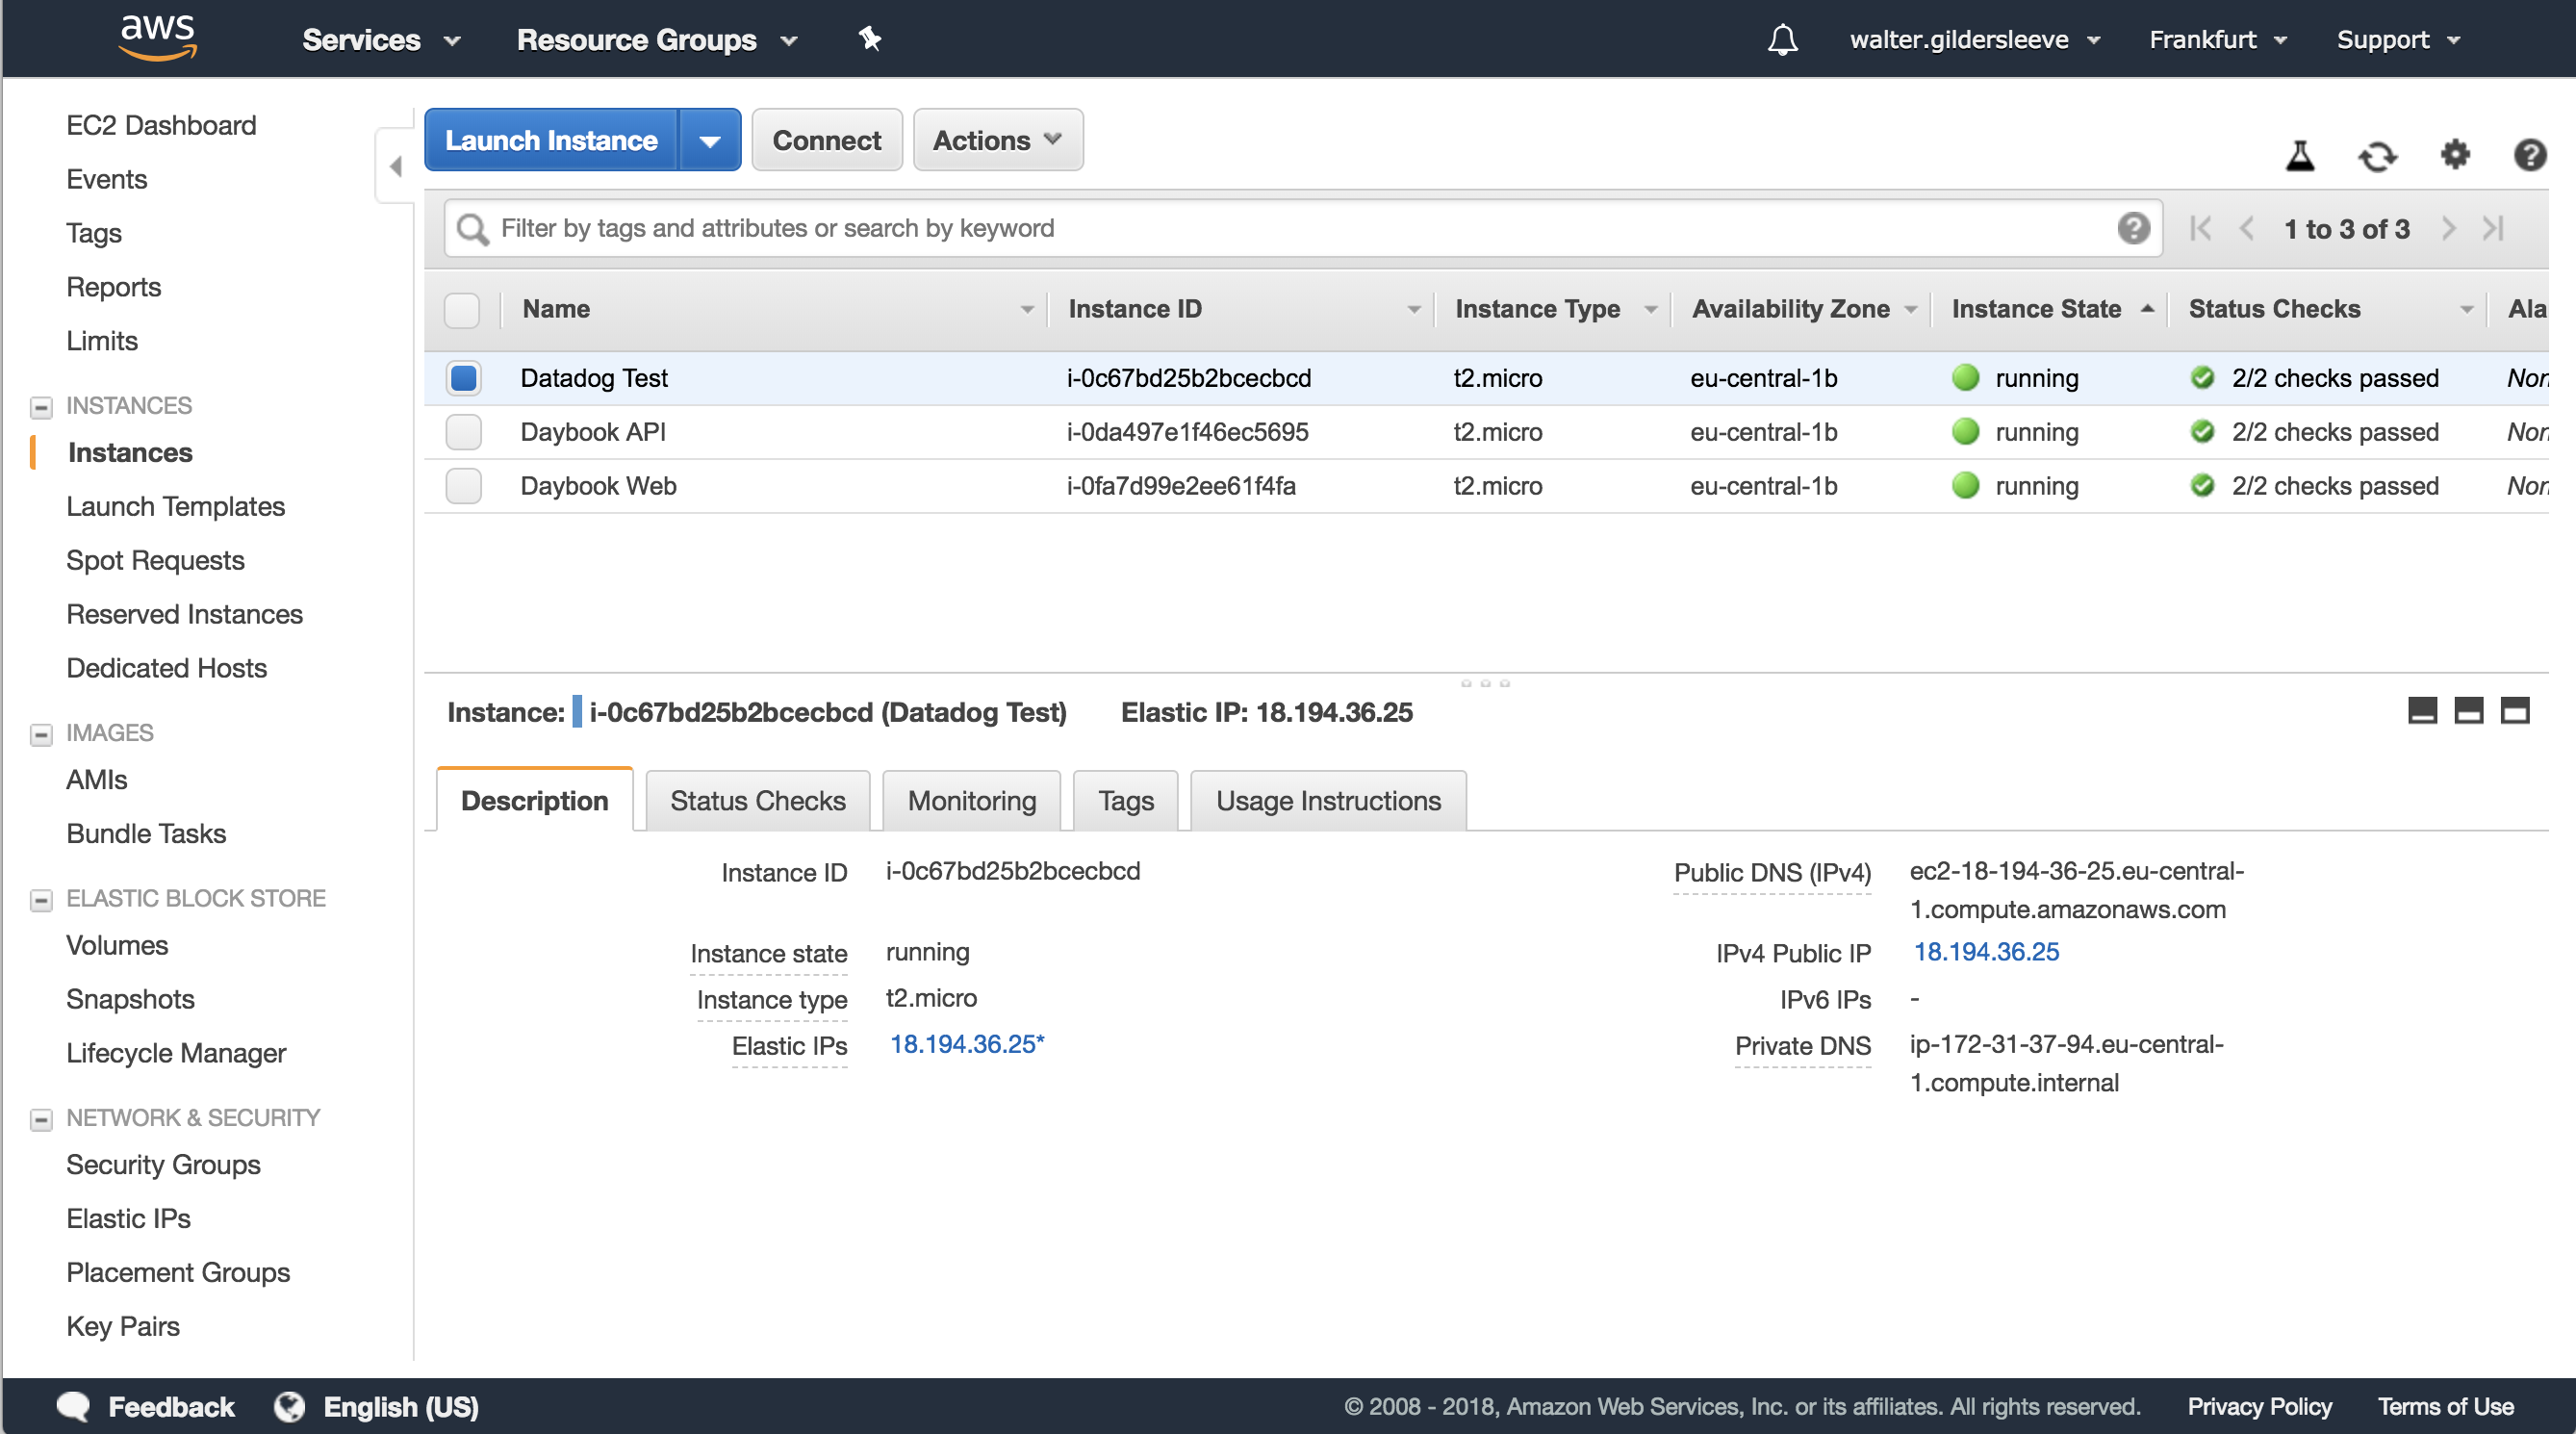 aws
Services
Resource Groups
walter.gildersleeve
Frankfurt
Support
EC2 Dashboard
Events
Tags
Reports
Limits
INSTANCES
Instances
Launch Templates
Spot Requests
Reserved Instances
Dedicated Hosts
IMAGES
AMIs
Bundle Tasks
ELASTIC BLOCK STORE
Volumes
Snapshots
Lifecycle Manager
NETWORK & SECURITY
Security Groups
Elastic IPs
Placement Groups
Key Pairs
Launch Instance
Connect
Actions
Filter by tags and attributes or search by keyword
1 to 3 of 3
Name Instance ID Instance Type Availability Zone Instance State Status Checks Ala
Datadog Test i-0c67bd25b2bcecbcd t2.micro eu-central-1b running 2/2 checks passed Non
Daybook API i-0da497e1f46ec5695 t2.micro eu-central-1b running 2/2 checks passed Non
Daybook Web i-0fa7d99e2ee61f4fa t2.micro eu-central-1b running 2/2 checks passed Non
Instance: i-0c67bd25b2bcecbcd (Datadog Test) Elastic IP: 18.194.36.25
Description
Status Checks
Monitoring
Tags
Usage Instructions
Instance ID i-0c67bd25b2bcecbcd
Instance state running
Instance type t2.micro
Elastic IPs 18.194.36.25*
Public DNS (IPv4) ec2-18-194-36-25.eu-central-
1.compute.amazonaws.com
IPv4 Public IP 18.194.36.25
IPv6 IPs -
Private DNS ip-172-31-37-94.eu-central-
1.compute.internal
Feedback
English (US)
© 2008 - 2018, Amazon Web Services, Inc. or its affiliates. All rights reserved.
Privacy Policy
Terms of Use